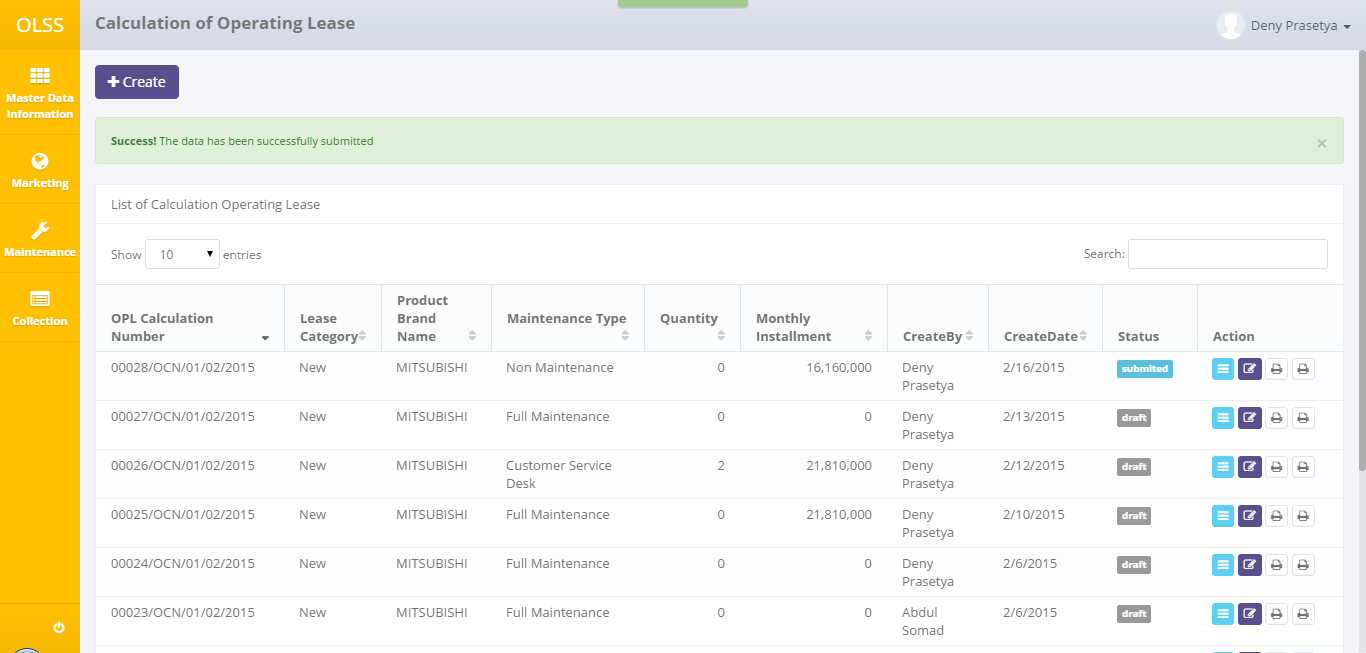 OLSS
Calculation of Operating Lease
Deny Prasetya
Master Data
Information
Marketing
Maintenance
Collection
Create
Success! The data has been successfully submitted
×
List of Calculation Operating Lease
Show 10 entries
Search:
OPL Calculation
Number
Lease
Category
Product
Brand
Name
Maintenance Type
Quantity
Monthly
Installment
CreateBy
CreateDate
Status
Action
00028/OCN/01/02/2015 New MITSUBISHI Non Maintenance 0 16,160,000 Deny 2/16/2015 submited
Prasetya
00027/OCN/01/02/2015 New MITSUBISHI Full Maintenance 0 0 Deny 2/13/2015 draft
Prasetya
00026/OCN/01/02/2015 New MITSUBISHI Customer Service 2 21,810,000 Deny 2/12/2015 draft
Desk Prasetya
00025/OCN/01/02/2015 New MITSUBISHI Full Maintenance 0 21,810,000 Deny 2/10/2015 draft
Prasetya
00024/OCN/01/02/2015 New MITSUBISHI Full Maintenance 0 0 Deny 2/6/2015 draft
Prasetya
00023/OCN/01/02/2015 New MITSUBISHI Full Maintenance 0 0 Abdul 2/6/2015 draft
Somad